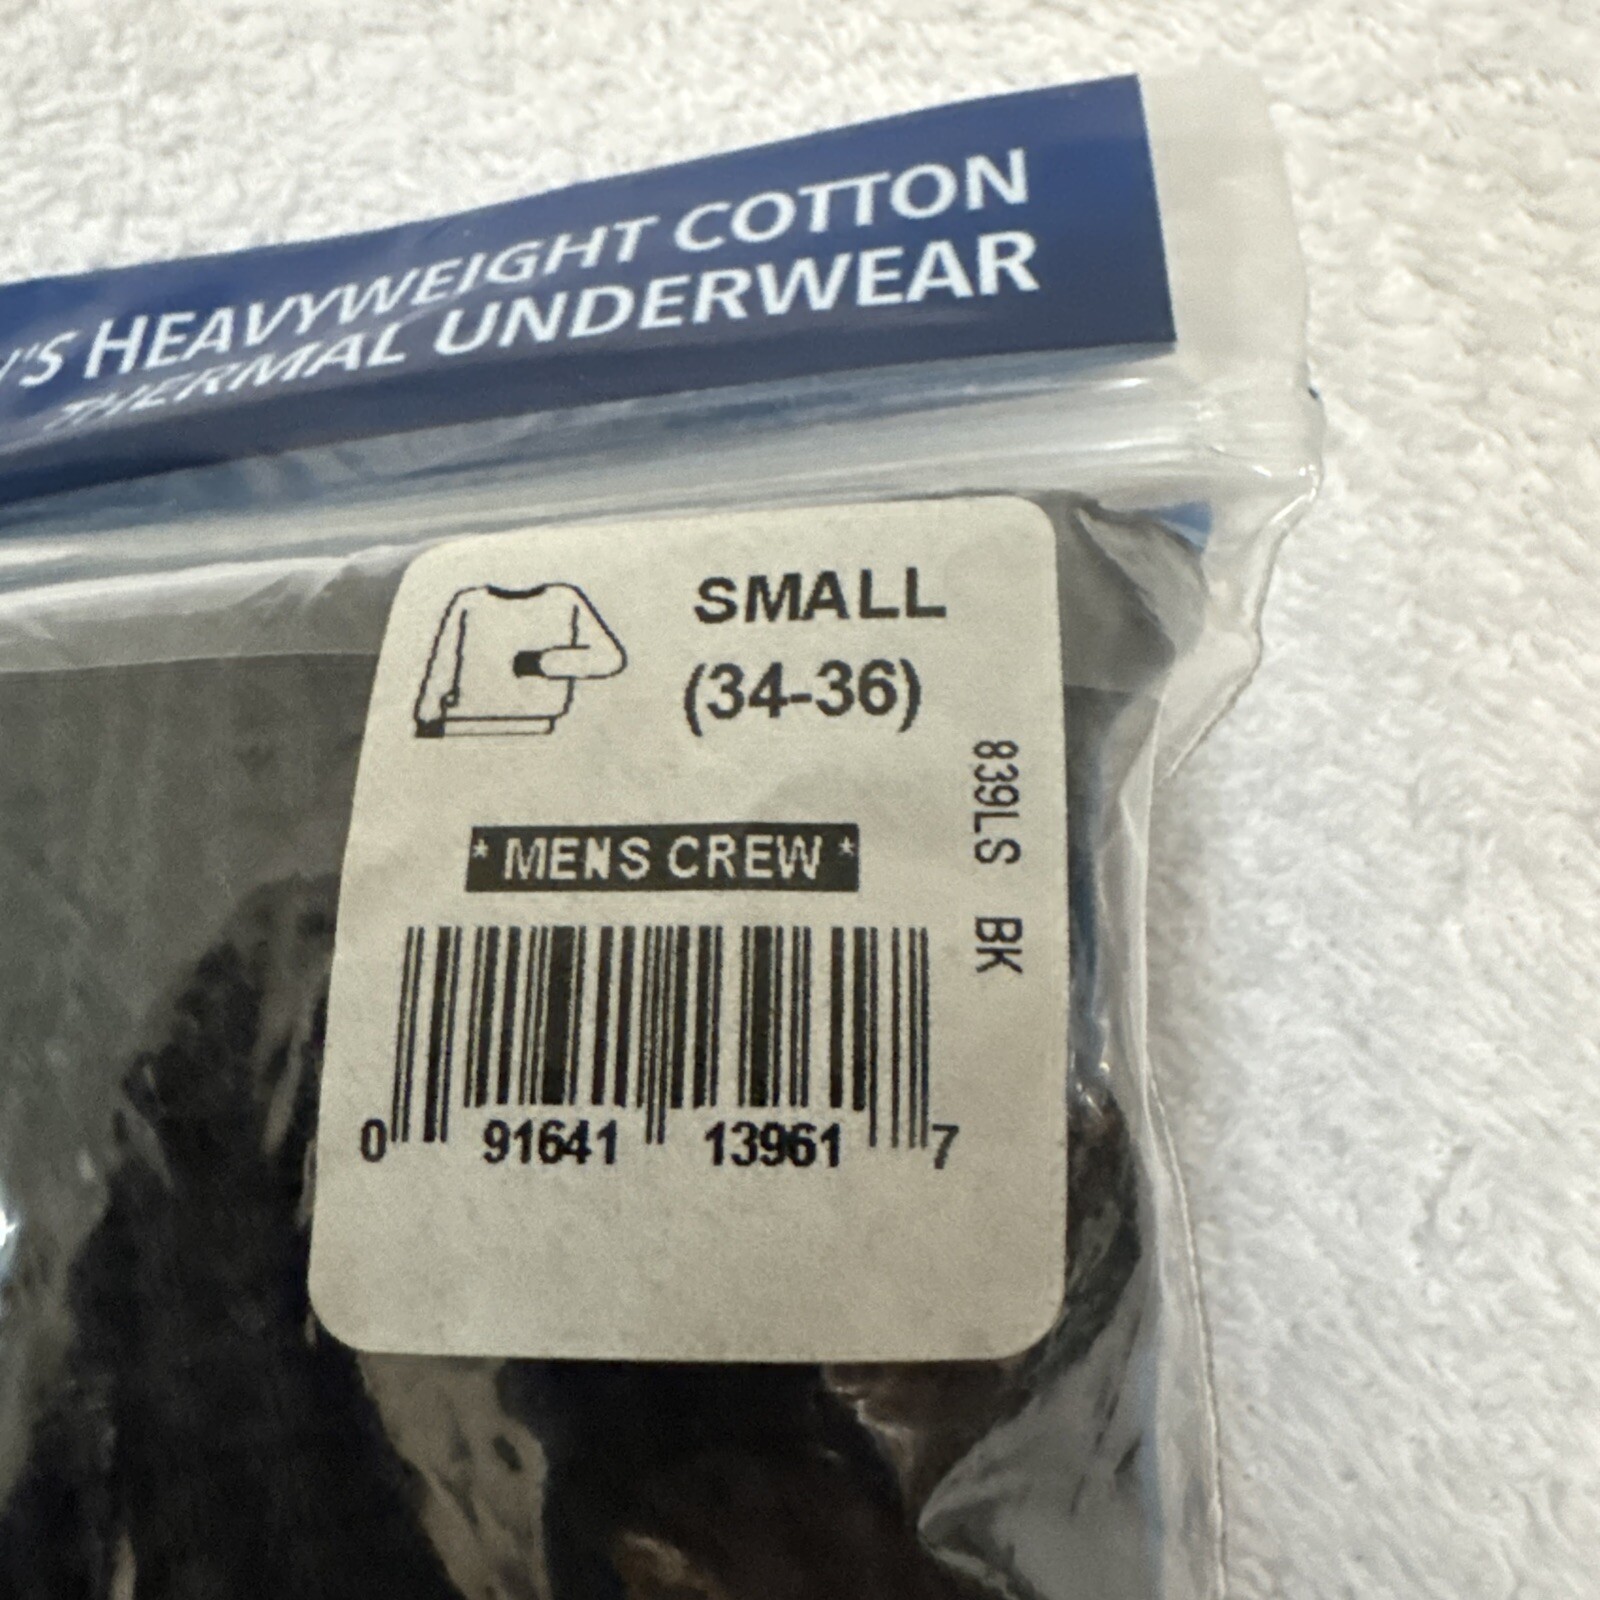 'S HEAVYWEIGHT COTTON
THERMAL UNDERWEAR
SMALL
(34-36)
839LS BK
* MENS CREW *
0 91641 13961 7